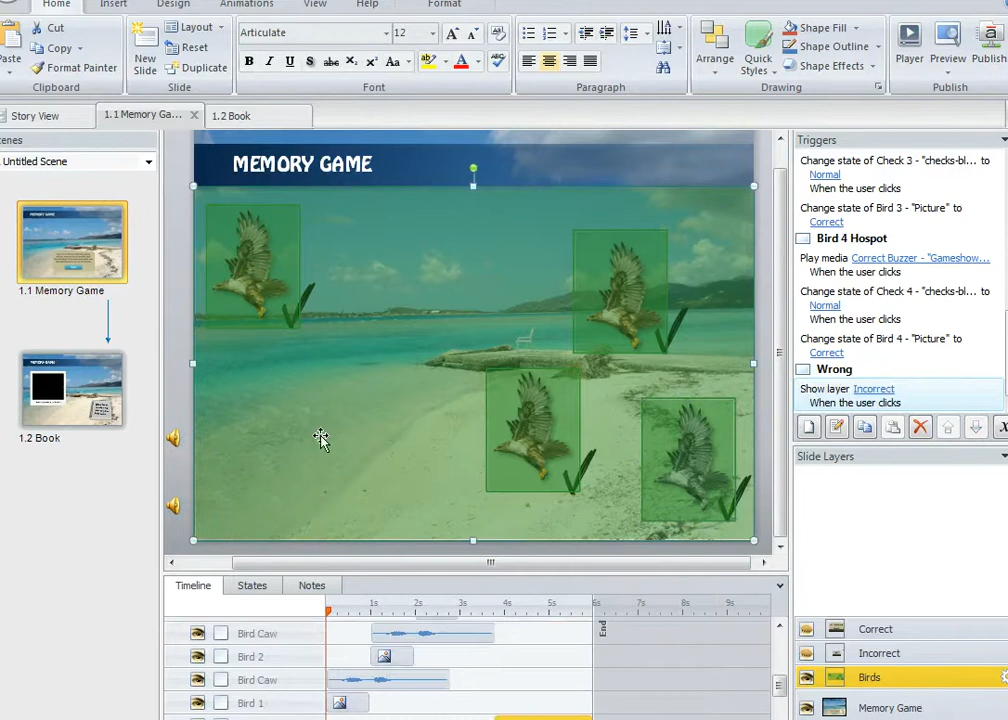 Home Insert Design Animations View Help Format
Cut
Copy
Format Painter
Paste
Clipboard
New Slide
Layout
Reset
Duplicate
Slide
Articulate 12
B I U S abc X₂ X² Aa
Font
Paragraph
Arrange
Quick Styles
Shape Fill
Shape Outline
Shape Effects
Drawing
Player
Preview
Publish
Publish
Story View 1.1 Memory Ga... 1.2 Book
enes
Untitled Scene
1.1 Memory Game
1.2 Book
MEMORY GAME
Triggers
Change state of Check 3 - "checks-bl... to
Normal
When the user clicks
Change state of Bird 3 - "Picture" to
Correct
Bird 4 Hospot
Play media Correct Buzzer - "Gameshow...
When the user clicks
Change state of Check 4 - "checks-bl... to
Normal
When the user clicks
Change state of Bird 4 - "Picture" to
Correct
Wrong
Show layer Incorrect
When the user clicks
Slide Layers
Correct
Incorrect
Birds
Memory Game
Timeline States Notes
1s 2s 3s 4s 5s 6s 7s 8s 9s
End
Bird Caw
Bird 2
Bird Caw
Bird 1